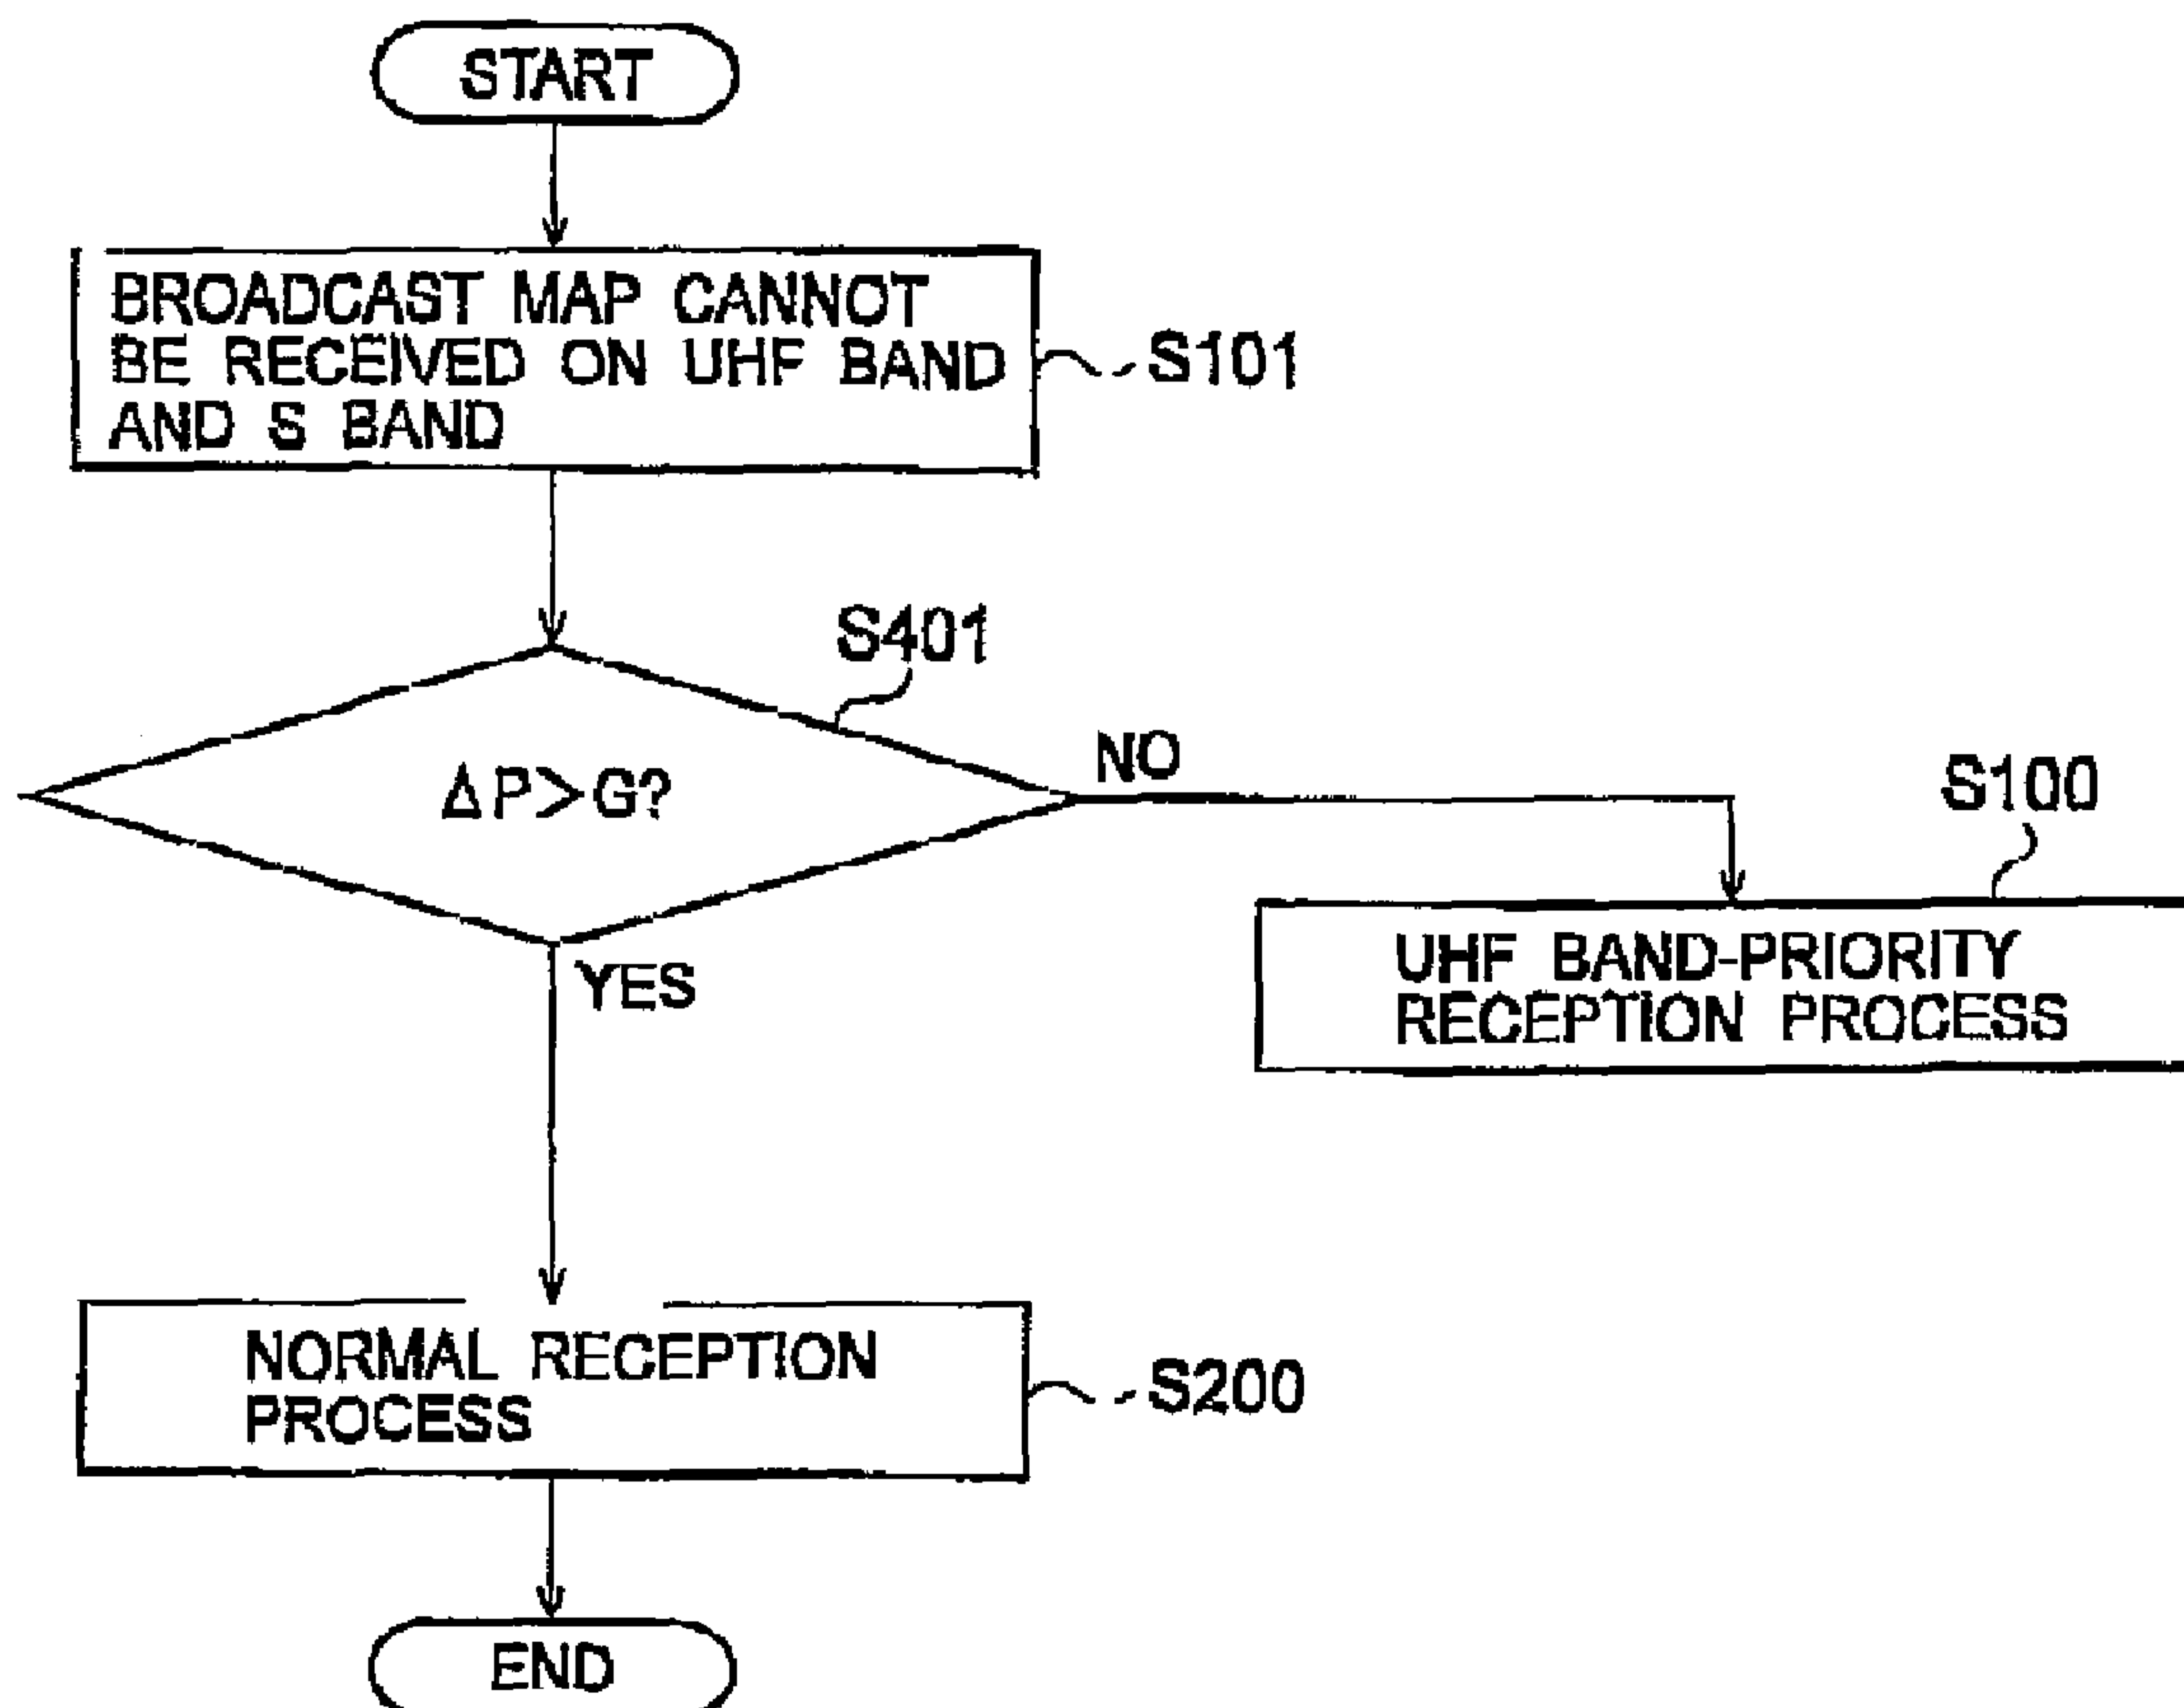 START
BROADCAST MAP CANNOT
BE RECEIVED ON UHF BAND
AND S BAND
S101
S401
ΔP>G?
NO
S100
UHF BAND-PRIORITY
RECEPTION PROCESS
YES
NORMAL RECEPTION
PROCESS
S200
END